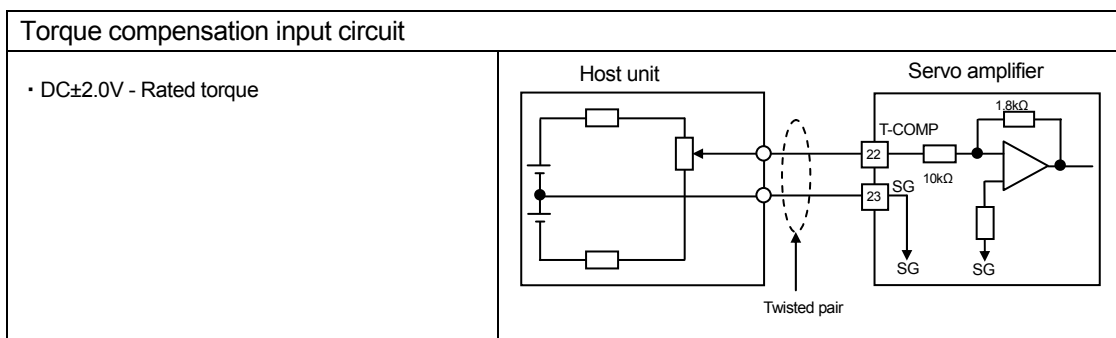 Torque compensation input circuit
・DC±2.0V - Rated torque
Host unit
Servo amplifier
1.8kΩ
T-COMP
22
10kΩ
SG
23
SG
SG
Twisted pair